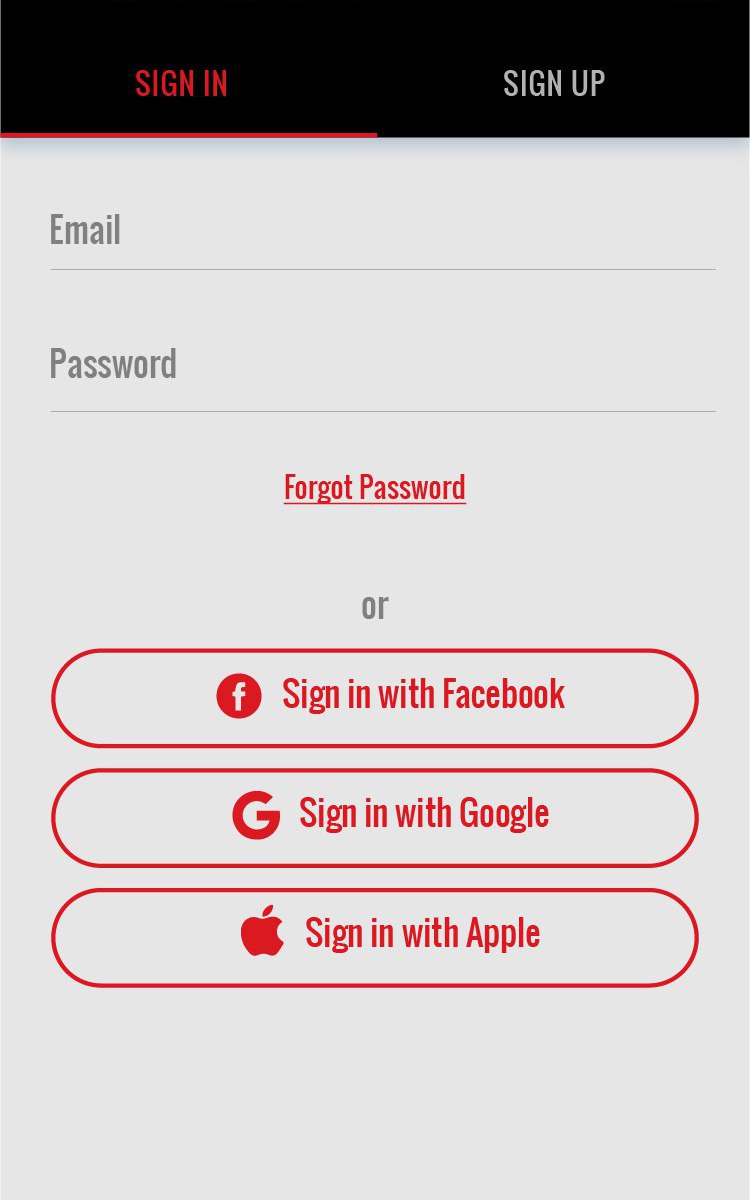 SIGN IN SIGN UP
Email
Password
Forgot Password
or
Sign in with Facebook
Sign in with Google
Sign in with Apple